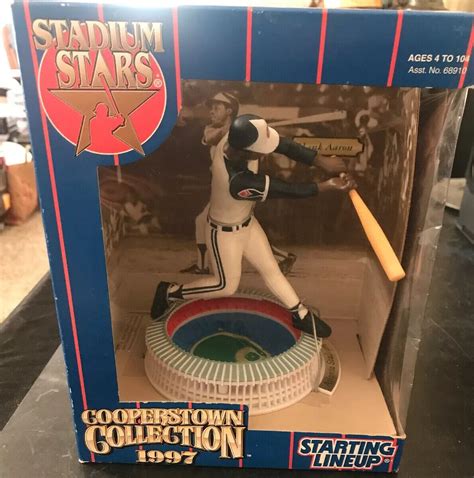 STADIUM
STARS®
AGES 4 TO 104
Asst. No. 68910
Hank Aaron
COOPERSTOWN
COLLECTION
1997
STARTING
LINEUP®